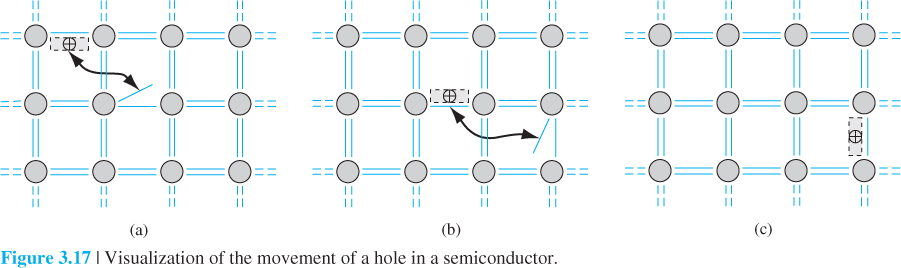 (a)
(b)
(c)
Figure 3.17 | Visualization of the movement of a hole in a semiconductor.